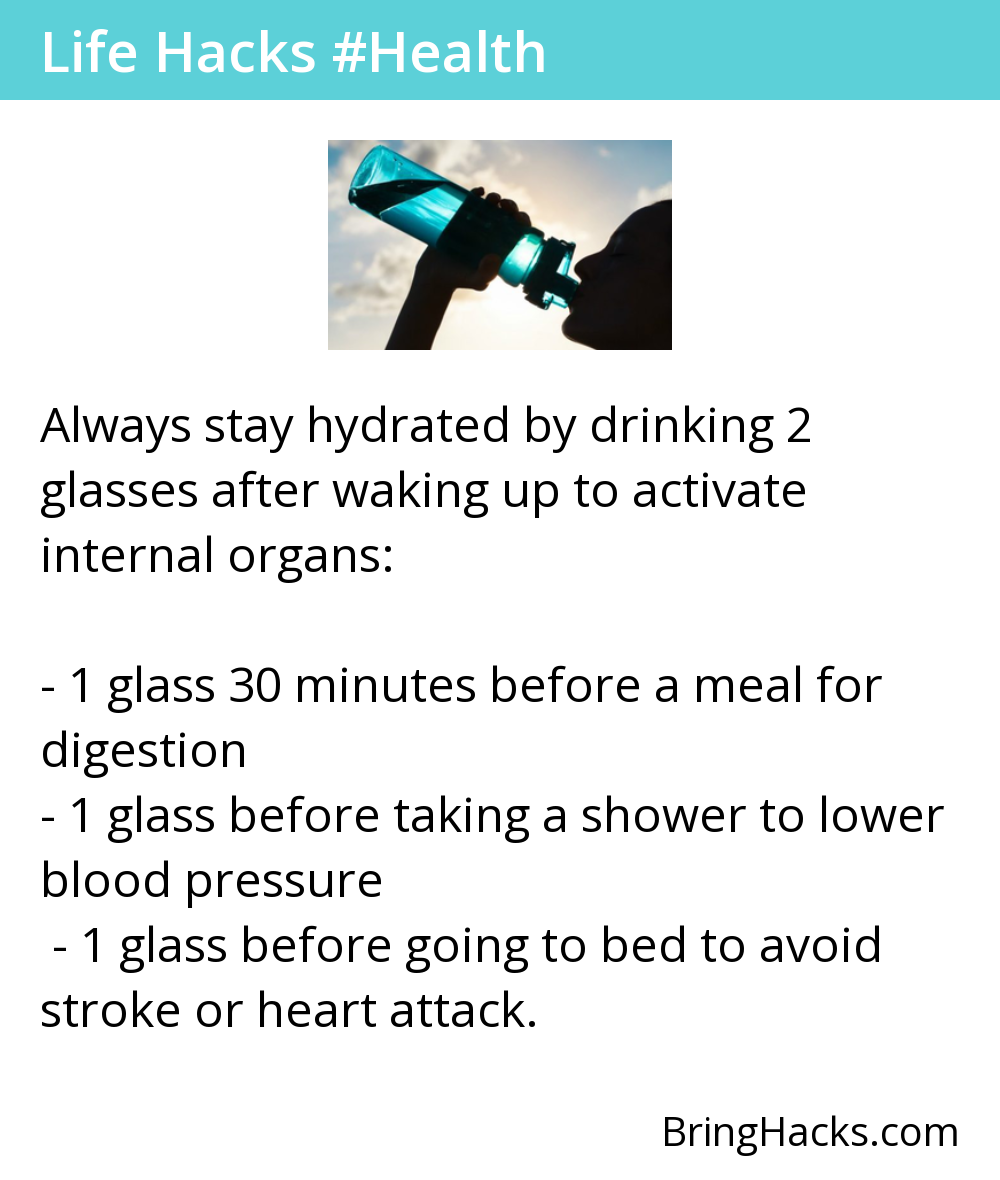 Life Hacks #Health
Always stay hydrated by drinking 2
glasses after waking up to activate
internal organs:
- 1 glass 30 minutes before a meal for
digestion
- 1 glass before taking a shower to lower
blood pressure
- 1 glass before going to bed to avoid
stroke or heart attack.
BringHacks.com